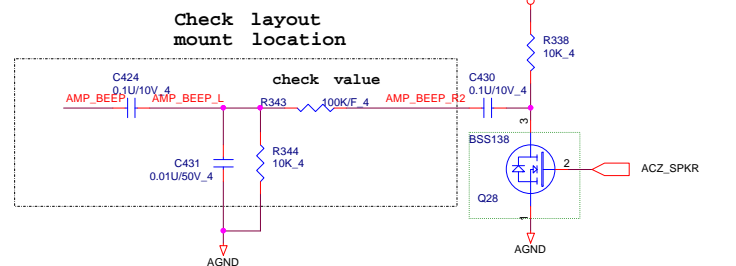 Check layout
mount location
R338
10K_4
C424
0.1U/10V_4
check value
C430
0.1U/10V_4
AMP_BEEP
AMP_BEEP_L
R343
100K/F_4
AMP_BEEP_R2
3
BSS138
R344
10K_4
C431
0.01U/50V_4
2
ACZ_SPKR
Q28
1
AGND
AGND